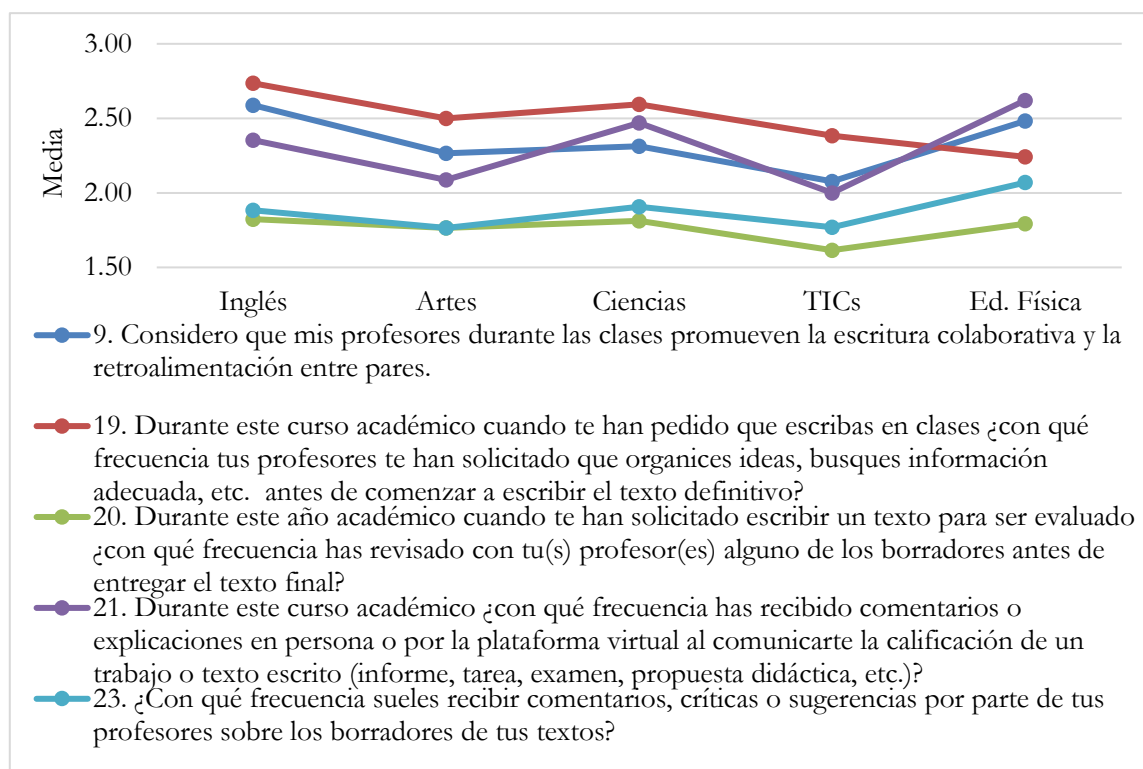 3.00
2.50
2.00
1.50
Media
Inglés Artes Ciencias TICs Ed. Física
9. Considero que mis profesores durante las clases promueven la escritura colaborativa y la
retroalimentación entre pares.
19. Durante este curso académico cuando te han pedido que escribas en clases ¿con qué
frecuencia tus profesores te han solicitado que organices ideas, busques información
adecuada, etc. antes de comenzar a escribir el texto definitivo?
20. Durante este año académico cuando te han solicitado escribir un texto para ser evaluado
¿con qué frecuencia has revisado con tu(s) profesor(es) alguno de los borradores antes de
entregar el texto final?
21. Durante este curso académico ¿con qué frecuencia has recibido comentarios o
explicaciones en persona o por la plataforma virtual al comunicarte la calificación de un
trabajo o texto escrito (informe, tarea, examen, propuesta didáctica, etc.)?
23. ¿Con qué frecuencia sueles recibir comentarios, críticas o sugerencias por parte de tus
profesores sobre los borradores de tus textos?